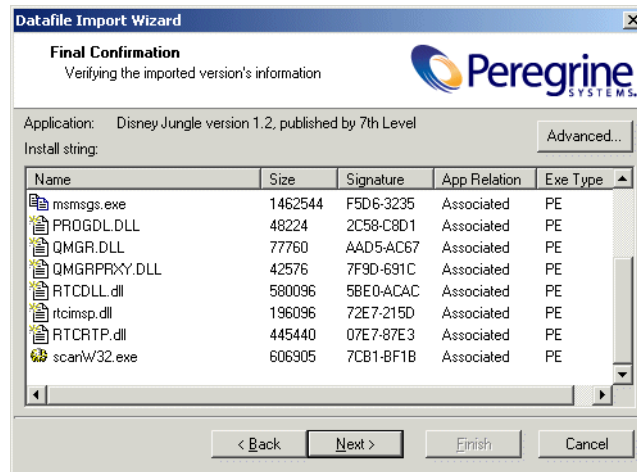 Datafile Import Wizard
Final Confirmation
Verifying the imported version's information
Peregrine
SYSTEMS.
Application: Disney Jungle version 1.2, published by 7th Level
Advanced...
Install string:
Name Size Signature App Relation Exe Type
msmsgs.exe 1462544 F5D6-3235 Associated PE
PROGDL.DLL 48224 2C58-C8D1 Associated PE
QMGR.DLL 77760 AAD5-AC67 Associated PE
QMGRPRXY.DLL 42576 7F9D-691C Associated PE
RTCDLL.dll 580096 5BE0-ACAC Associated PE
rtcimsp.dll 196096 72E7-215D Associated PE
RTCRTP.dll 445440 07E7-87E3 Associated PE
scanW32.exe 606905 7CB1-BF1B Associated PE
< Back Next > Finish Cancel